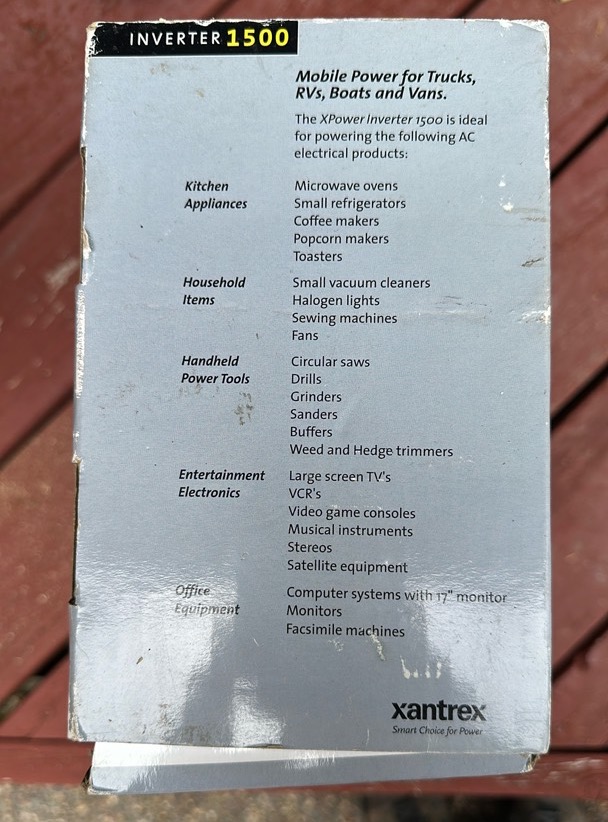 INVERTER 1500
Mobile Power for Trucks,
RVs, Boats and Vans.
The XPower Inverter 1500 is ideal
for powering the following AC
electrical products:
Kitchen
Appliances
Microwave ovens
Small refrigerators
Coffee makers
Popcorn makers
Toasters
Household
Items
Small vacuum cleaners
Halogen lights
Sewing machines
Fans
Handheld
Power Tools
Circular saws
Drills
Grinders
Sanders
Buffers
Weed and Hedge trimmers
Entertainment
Electronics
Large screen TV's
VCR's
Video game consoles
Musical instruments
Stereos
Satellite equipment
Office
Equipment
Computer systems with 17" monitor
Monitors
Facsimile machines
xantrex
Smart Choice for Power